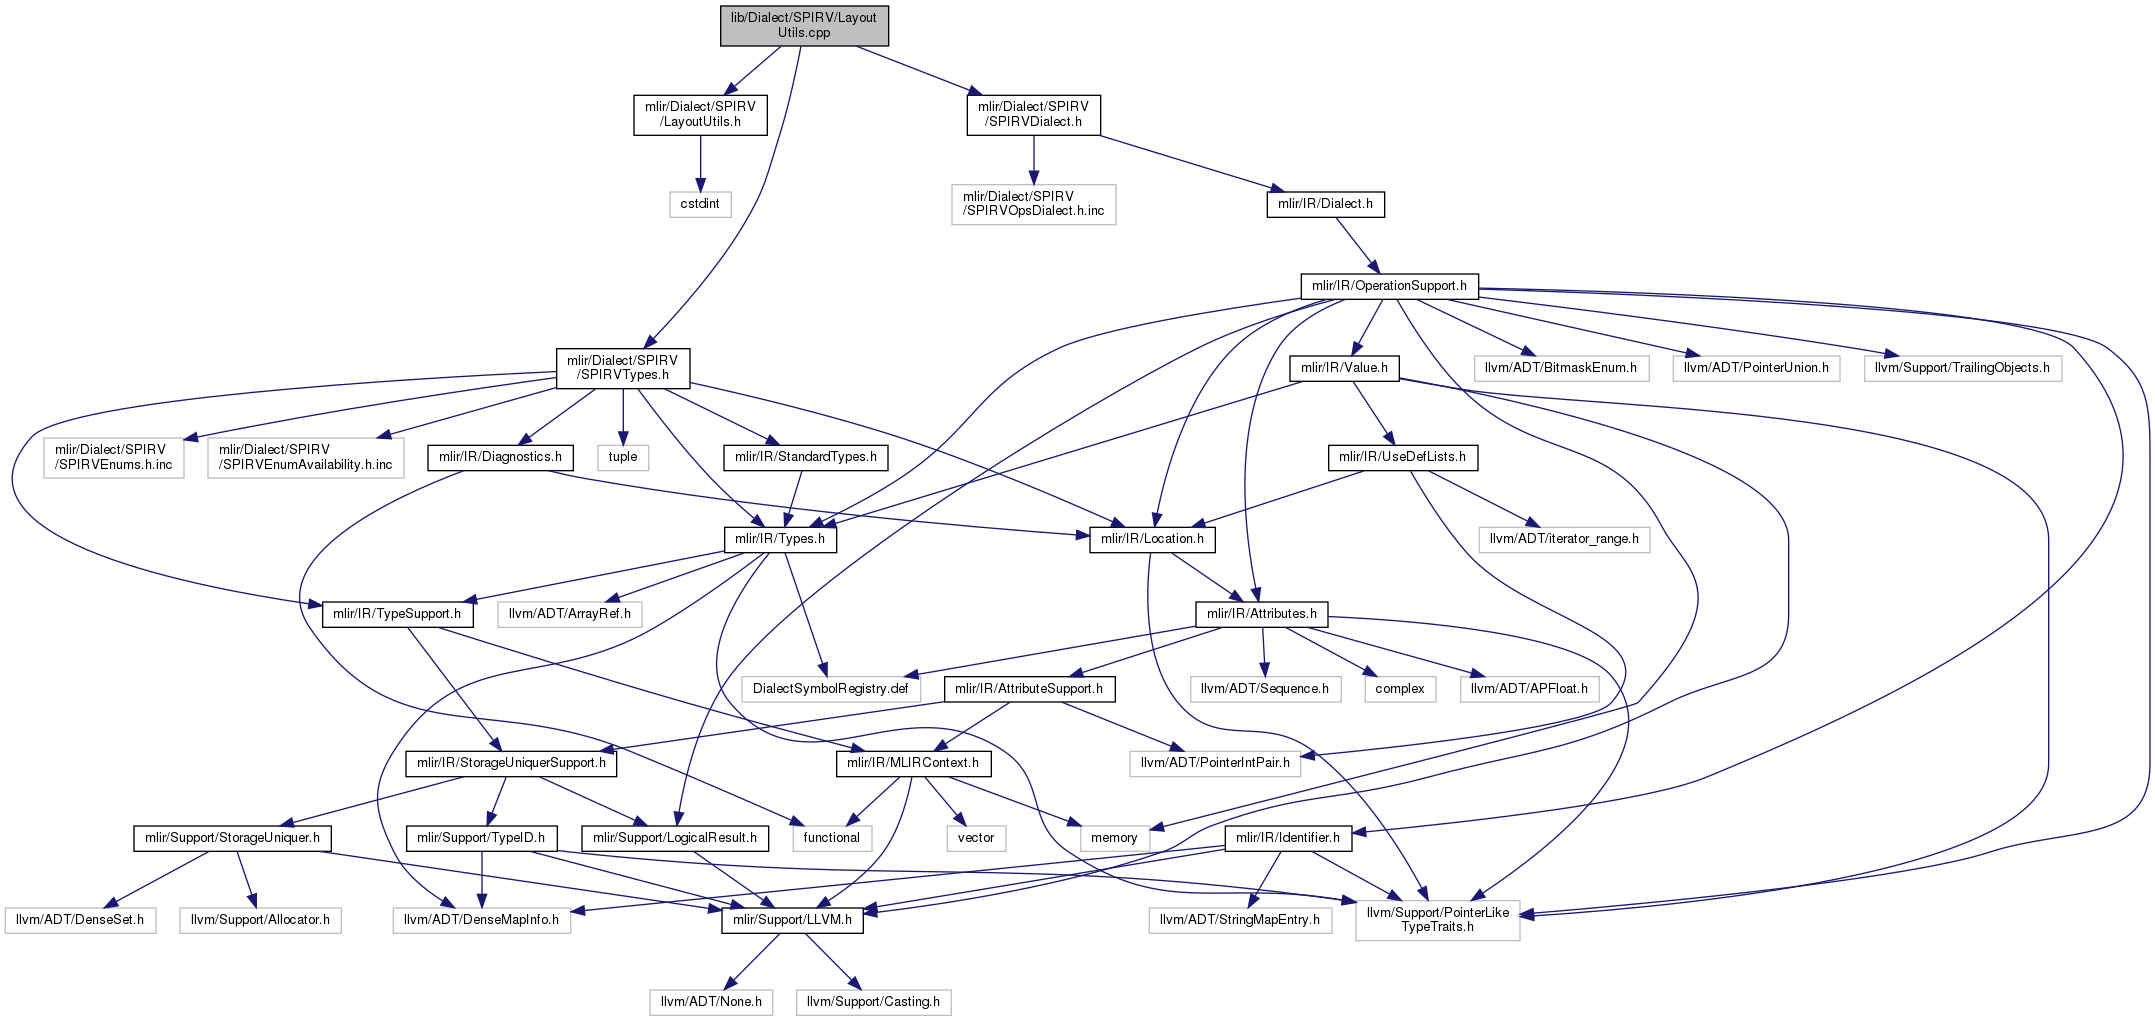 lib/Dialect/SPIRV/Layout
Utils.cpp
mlir/Dialect/SPIRV
/LayoutUtils.h
mlir/Dialect/SPIRV
/SPIRVDialect.h
cstdint
mlir/Dialect/SPIRV
/SPIRVOpsDialect.h.inc
mlir/IR/Dialect.h
mlir/IR/OperationSupport.h
mlir/Dialect/SPIRV
/SPIRVTypes.h
mlir/IR/Value.h
llvm/ADT/BitmaskEnum.h
llvm/ADT/PointerUnion.h
llvm/Support/TrailingObjects.h
mlir/Dialect/SPIRV
/SPIRVEnums.h.inc
mlir/Dialect/SPIRV
/SPIRVEnumAvailability.h.inc
mlir/IR/Diagnostics.h
tuple
mlir/IR/StandardTypes.h
mlir/IR/UseDefLists.h
mlir/IR/Types.h
mlir/IR/Location.h
llvm/ADT/iterator_range.h
mlir/IR/TypeSupport.h
llvm/ADT/ArrayRef.h
mlir/IR/Attributes.h
DialectSymbolRegistry.def
mlir/IR/AttributeSupport.h
llvm/ADT/Sequence.h
complex
llvm/ADT/APFloat.h
mlir/IR/StorageUniquerSupport.h
mlir/IR/MLIRContext.h
llvm/ADT/PointerIntPair.h
mlir/Support/StorageUniquer.h
mlir/Support/TypeID.h
mlir/Support/LogicalResult.h
functional
vector
memory
mlir/IR/Identifier.h
llvm/ADT/DenseSet.h
llvm/Support/Allocator.h
llvm/ADT/DenseMapInfo.h
mlir/Support/LLVM.h
llvm/ADT/StringMapEntry.h
llvm/Support/PointerLike
TypeTraits.h
llvm/ADT/None.h
llvm/Support/Casting.h